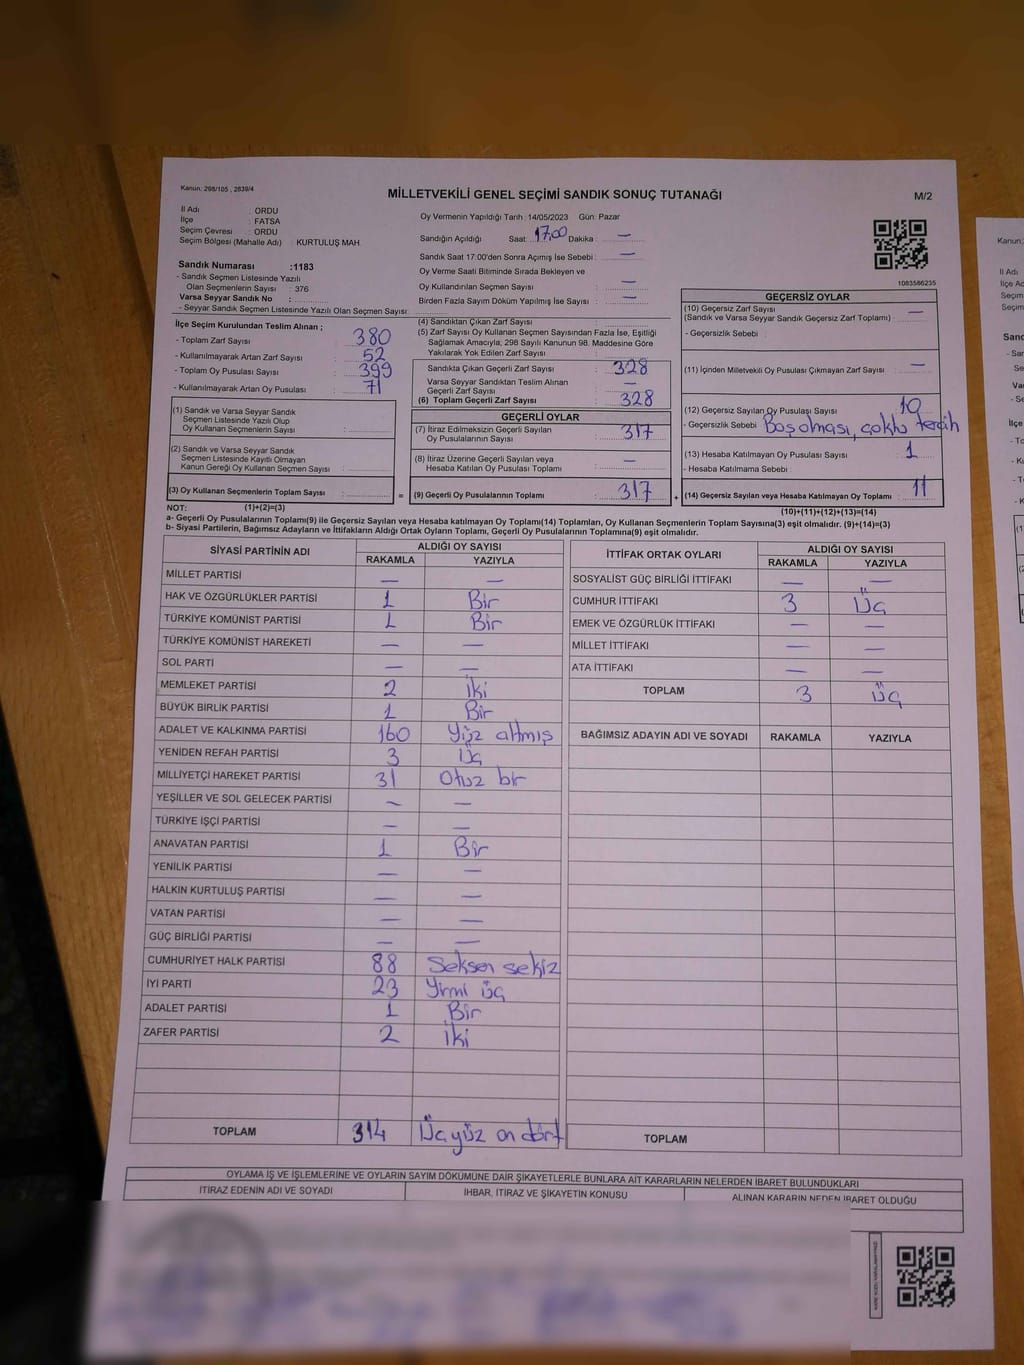 Kanun: 298/105 , 2839/4
MİLLETVEKİLİ GENEL SEÇİMİ SANDIK SONUÇ TUTANAĞI
M/2
İl Adı : ORDU
İlçe : FATSA
Seçim Çevresi : ORDU
Seçim Bölgesi (Mahalle Adı) : KURTULUŞ MAH.
Sandık Numarası :1183
- Sandık Seçmen Listesinde Yazılı
Olan Seçmenlerin Sayısı : 376
Varsa Seyyar Sandık No :
- Seyyar Sandık Seçmen Listesinde Yazılı Olan Seçmen Sayısı:
Oy Vermenin Yapıldığı Tarih :14/05/2023 Gün: Pazar
Sandığın Açıldığı Saat: 17.00 Dakika : —
Sandık Saat 17:00'den Sonra Açılmış İse Sebebi : —
Oy Verme Saati Bitiminde Sırada Bekleyen ve
Oy Kullandırılan Seçmen Sayısı : —
Birden Fazla Sayım Döküm Yapılmış İse Sayısı : —
1083586235
İlçe Seçim Kurulundan Teslim Alınan ;
- Toplam Zarf Sayısı : 380
- Kullanılmayarak Artan Zarf Sayısı : 52
- Toplam Oy Pusulası Sayısı : 399
- Kullanılmayarak Artan Oy Pusulası : 71
(1) Sandık ve Varsa Seyyar Sandık
Seçmen Listesinde Yazılı Olup
Oy Kullanan Seçmenlerin Sayısı :
(2) Sandık ve Varsa Seyyar Sandık
Seçmen Listesinde Kayıtlı Olmayan
Kanun Gereği Oy Kullanan Seçmen Sayısı :
(3) Oy Kullanan Seçmenlerin Toplam Sayısı :
=
(4) Sandıktan Çıkan Zarf Sayısı :
(5) Zarf Sayısı Oy Kullanan Seçmen Sayısından Fazla İse, Eşitliği
Sağlamak Amacıyla; 298 Sayılı Kanunun 98. Maddesine Göre
Yakılarak Yok Edilen Zarf Sayısı :
Sandıkta Çıkan Geçerli Zarf Sayısı : 328
Varsa Seyyar Sandıktan Teslim Alınan
Geçerli Zarf Sayısı : —
(6) Toplam Geçerli Zarf Sayısı : 328
GEÇERLİ OYLAR
(7) İtiraz Edilmeksizin Geçerli Sayılan
Oy Pusulalarının Sayısı : 317
(8) İtiraz Üzerine Geçerli Sayılan veya
Hesaba Katılan Oy Pusulası Toplamı : —
(9) Geçerli Oy Pusulalarının Toplamı : 317
+
GEÇERSİZ OYLAR
(10) Geçersiz Zarf Sayısı
(Sandık ve Varsa Seyyar Sandık Geçersiz Zarf Toplamı) : —
- Geçersizlik Sebebi :
(11) İçinden Milletvekili Oy Pusulası Çıkmayan Zarf Sayısı : —
(12) Geçersiz Sayılan Oy Pusulası Sayısı : 10
- Geçersizlik Sebebi : Boş olması, çoklu tercih
(13) Hesaba Katılmayan Oy Pusulası Sayısı : 1
- Hesaba Katılmama Sebebi :
(14) Geçersiz Sayılan veya Hesaba Katılmayan Oy Toplamı : 11
NOT: (1)+(2)=(3)
(10)+(11)+(12)+(13)=(14)
a- Geçerli Oy Pusulalarının Toplamı(9) ile Geçersiz Sayılan veya Hesaba katılmayan Oy Toplamı(14) Toplamları, Oy Kullanan Seçmenlerin Toplam Sayısına(3) eşit olmalıdır. (9)+(14)=(3)
b- Siyasi Partilerin, Bağımsız Adayların ve İttifakların Aldığı Ortak Oyların Toplamı, Geçerli Oy Pusulalarının Toplamına(9) eşit olmalıdır.
SİYASİ PARTİNİN ADI ALDIĞI OY SAYISI
RAKAMLA YAZIYLA
MİLLET PARTİSİ — —
HAK VE ÖZGÜRLÜKLER PARTİSİ 1 Bir
TÜRKİYE KOMÜNİST PARTİSİ 1 Bir
TÜRKİYE KOMÜNİST HAREKETİ — —
SOL PARTİ — —
MEMLEKET PARTİSİ 2 iki
BÜYÜK BİRLİK PARTİSİ 1 Bir
ADALET VE KALKINMA PARTİSİ 160 Yüz altmış
YENİDEN REFAH PARTİSİ 3 Üç
MİLLİYETÇİ HAREKET PARTİSİ 31 Otuz bir
YEŞİLLER VE SOL GELECEK PARTİSİ — —
TÜRKİYE İŞÇİ PARTİSİ — —
ANAVATAN PARTİSİ 1 Bir
YENİLİK PARTİSİ — —
HALKIN KURTULUŞ PARTİSİ — —
VATAN PARTİSİ — —
GÜÇ BİRLİĞİ PARTİSİ — —
CUMHURİYET HALK PARTİSİ 88 Seksen sekiz
İYİ PARTİ 23 Yirmi üç
ADALET PARTİSİ 1 Bir
ZAFER PARTİSİ 2 iki
TOPLAM 314 Üçyüz on dört
İTTİFAK ORTAK OYLARI ALDIĞI OY SAYISI
RAKAMLA YAZIYLA
SOSYALİST GÜÇ BİRLİĞİ İTTİFAKI — —
CUMHUR İTTİFAKI 3 Üç
EMEK VE ÖZGÜRLÜK İTTİFAKI — —
MİLLET İTTİFAKI — —
ATA İTTİFAKI — —
TOPLAM 3 Üç
BAĞIMSIZ ADAYIN ADI VE SOYADI RAKAMLA YAZIYLA
TOPLAM
OYLAMA İŞ VE İŞLEMLERİNE VE OYLARIN SAYIM DÖKÜMÜNE DAİR ŞİKAYETLERLE BUNLARA AİT KARARLARIN NELERDEN İBARET BULUNDUKLARI
İTİRAZ EDENİN ADI VE SOYADI İHBAR, İTİRAZ VE ŞİKAYETİN KONUSU ALINAN KARARIN NEDEN İBARET OLDUĞU
Kanun:
İl Adı